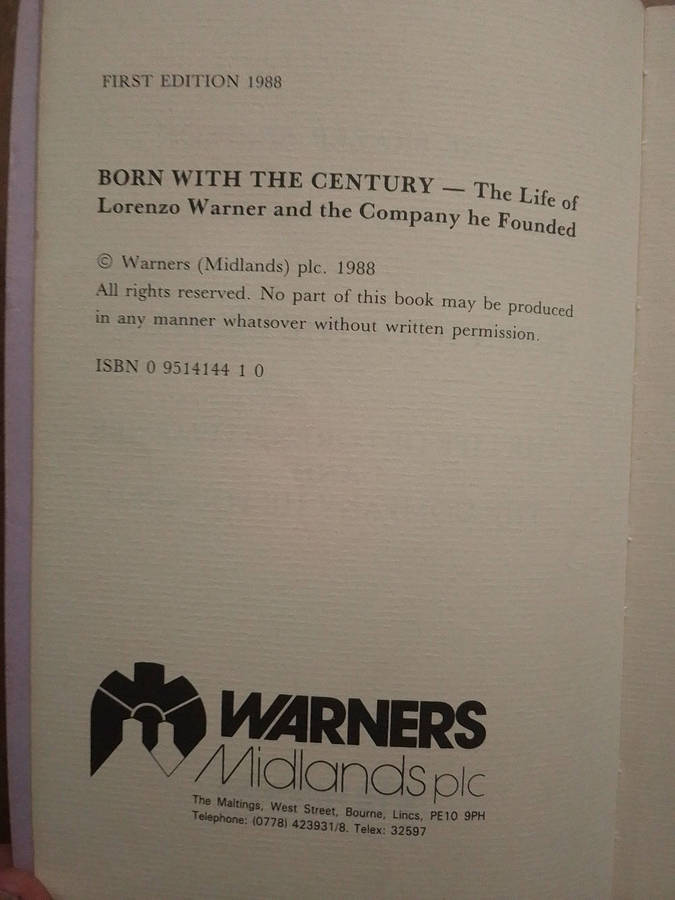 FIRST EDITION 1988
BORN WITH THE CENTURY — The Life of
Lorenzo Warner and the Company he Founded
© Warners (Midlands) plc. 1988
All rights reserved. No part of this book may be produced
in any manner whatsover without written permission.
ISBN 0 9514144 1 0
WARNERS
Midlands plc
The Maltings, West Street, Bourne, Lincs, PE10 9PH
Telephone: (0778) 423931/8. Telex: 32597